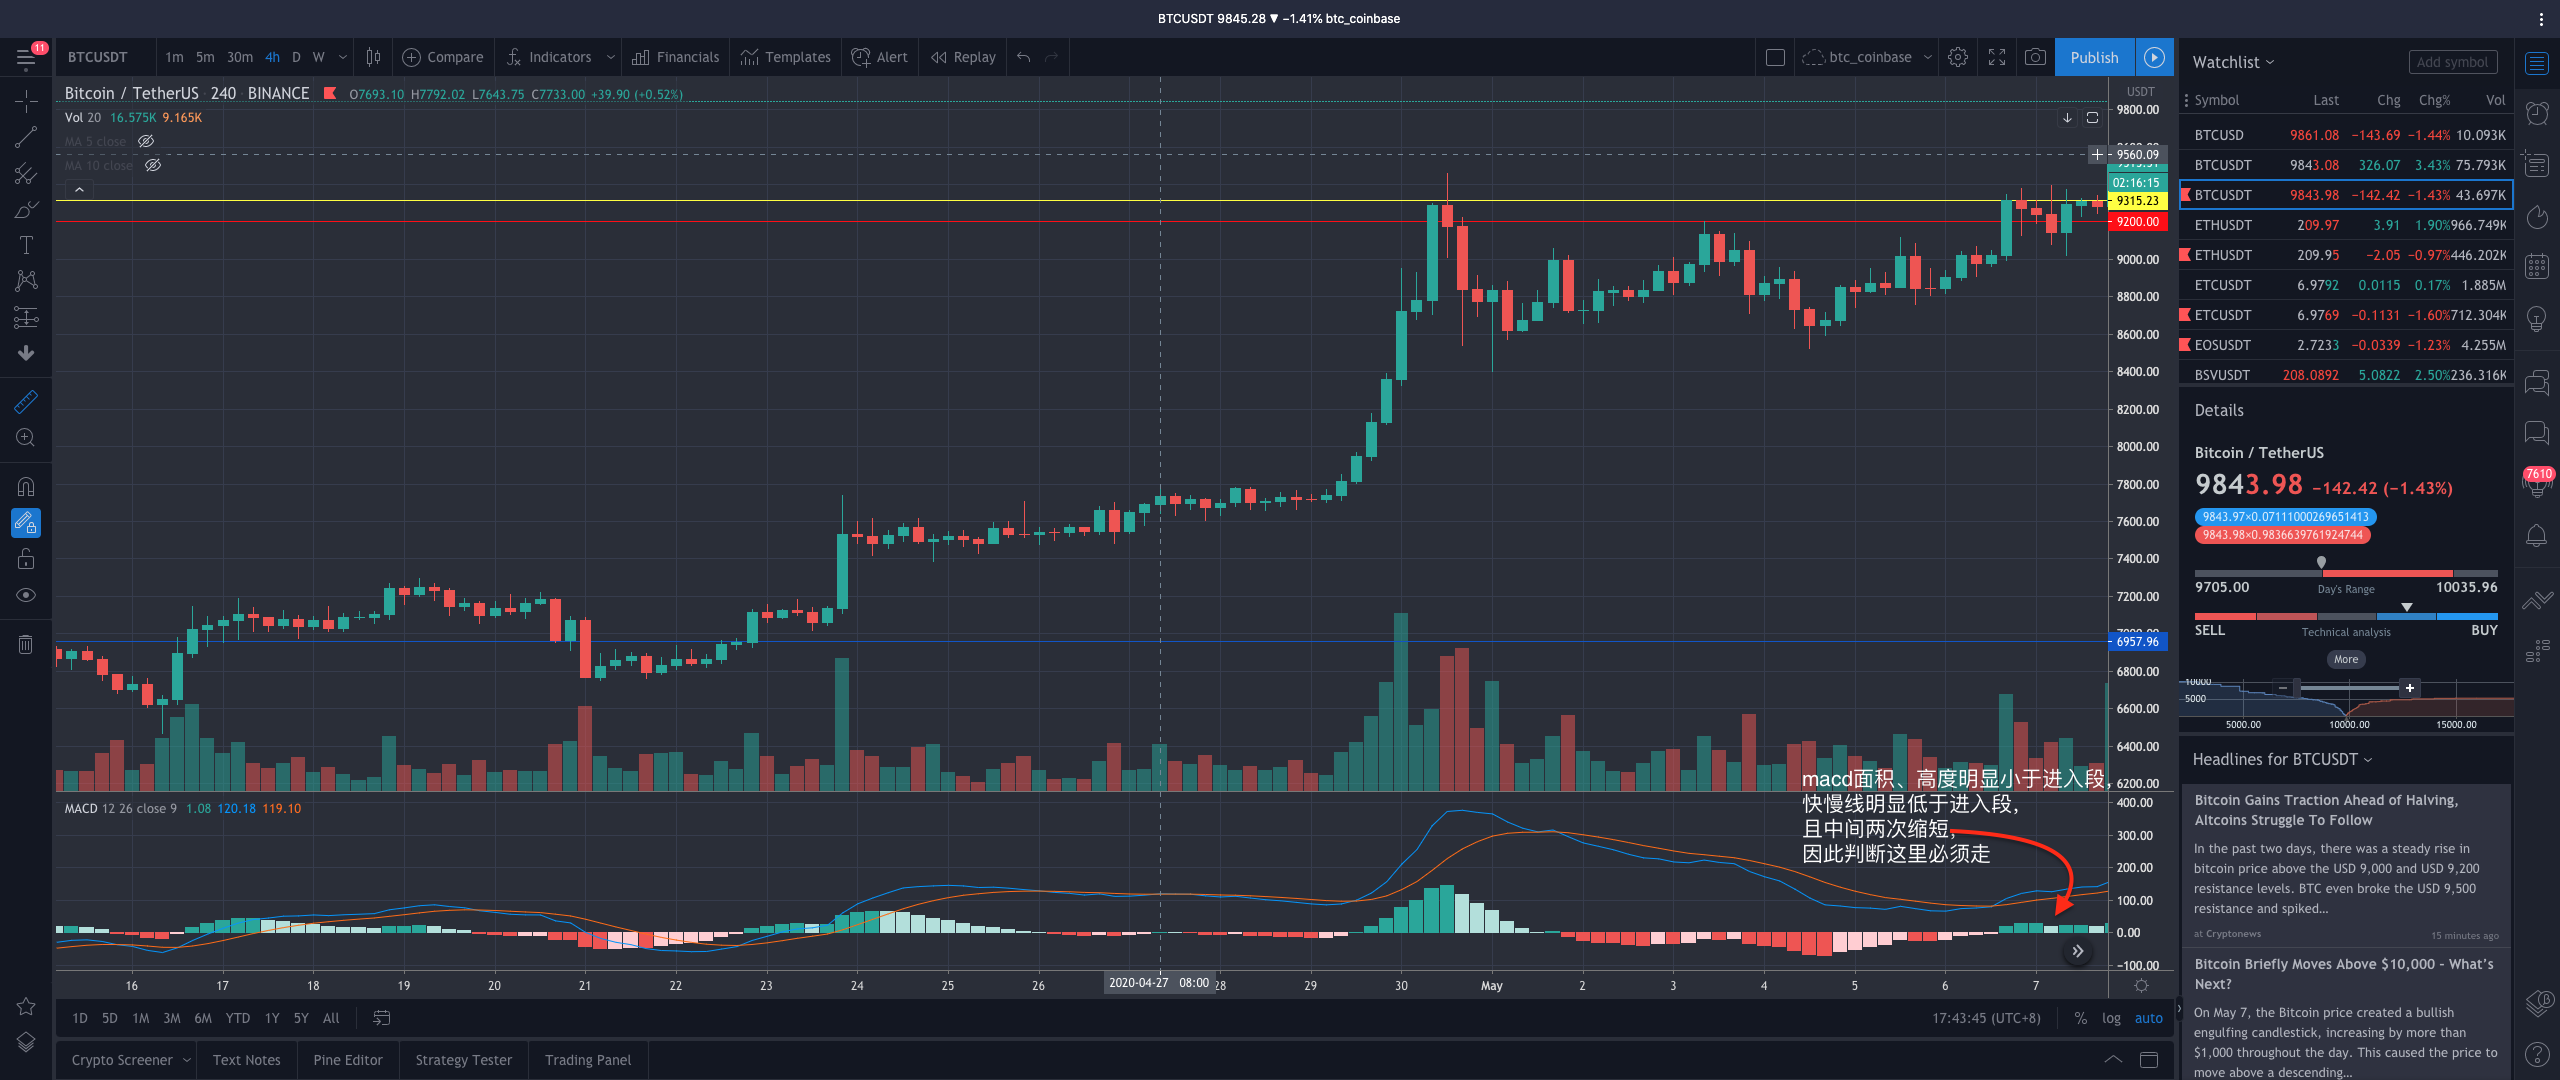 BTCUSDT 9845.28 ▼ −1.41% btc_coinbase
11
BTCUSDT 1m 5m 30m 4h D W Compare Indicators Financials Templates Alert Replay btc_coinbase Publish
Bitcoin / TetherUS 240 BINANCE O7693.10 H7792.02 L7643.75 C7733.00 +39.90 (+0.52%)
Vol 20 16.575K 9.165K
MA 5 close
MA 10 close
USDT
9800.00
9560.09
02:16:15
9315.23
9200.00
9000.00
8800.00
8600.00
8400.00
8200.00
8000.00
7800.00
7600.00
7400.00
7200.00
6957.96
6800.00
6600.00
6400.00
6200.00
macd面积、高度明显小于进入段,
快慢线明显低于进入段,
且中间两次缩短,
因此判断这里必须走
MACD 12 26 close 9 1.08 120.18 119.10
400.00
300.00
200.00
100.00
0.00
−100.00
16 17 18 19 20 21 22 23 24 25 26 2020-04-27 08:00 28 29 30 May 2 3 4 5 6 7
1D 5D 1M 3M 6M YTD 1Y 5Y All 17:43:45 (UTC+8) % log auto
Crypto Screener Text Notes Pine Editor Strategy Tester Trading Panel
Watchlist Add symbol
Symbol Last Chg Chg% Vol
BTCUSD 9861.08 −143.69 −1.44% 10.093K
BTCUSDT 9843.08 326.07 3.43% 75.793K
BTCUSDT 9843.98 −142.42 −1.43% 43.697K
ETHUSDT 209.97 3.91 1.90% 966.749K
ETHUSDT 209.95 −2.05 −0.97% 446.202K
ETCUSDT 6.9792 0.0115 0.17% 1.885M
ETCUSDT 6.9769 −0.1131 −1.60% 712.304K
EOSUSDT 2.7233 −0.0339 −1.23% 4.255M
BSVUSDT 208.0892 5.0822 2.50% 236.316K
Details
Bitcoin / TetherUS
9843.98 −142.42 (−1.43%)
9843.97×0.07111000269651413
9843.98×0.9836639761924744
9705.00 Day's Range 10035.96
SELL Technical analysis BUY
More
10000
5000
5000.00 10000.00 15000.00
Headlines for BTCUSDT
Bitcoin Gains Traction Ahead of Halving,
Altcoins Struggle To Follow
In the past two days, there was a steady rise in
bitcoin price above the USD 9,000 and USD 9,200
resistance levels. BTC even broke the USD 9,500
resistance and spiked...
at Cryptonews 15 minutes ago
Bitcoin Briefly Moves Above $10,000 - What's
Next?
On May 7, the Bitcoin price created a bullish
engulfing candlestick, increasing by more than
$1,000 throughout the day. This caused the price to
move above a descending...
7610